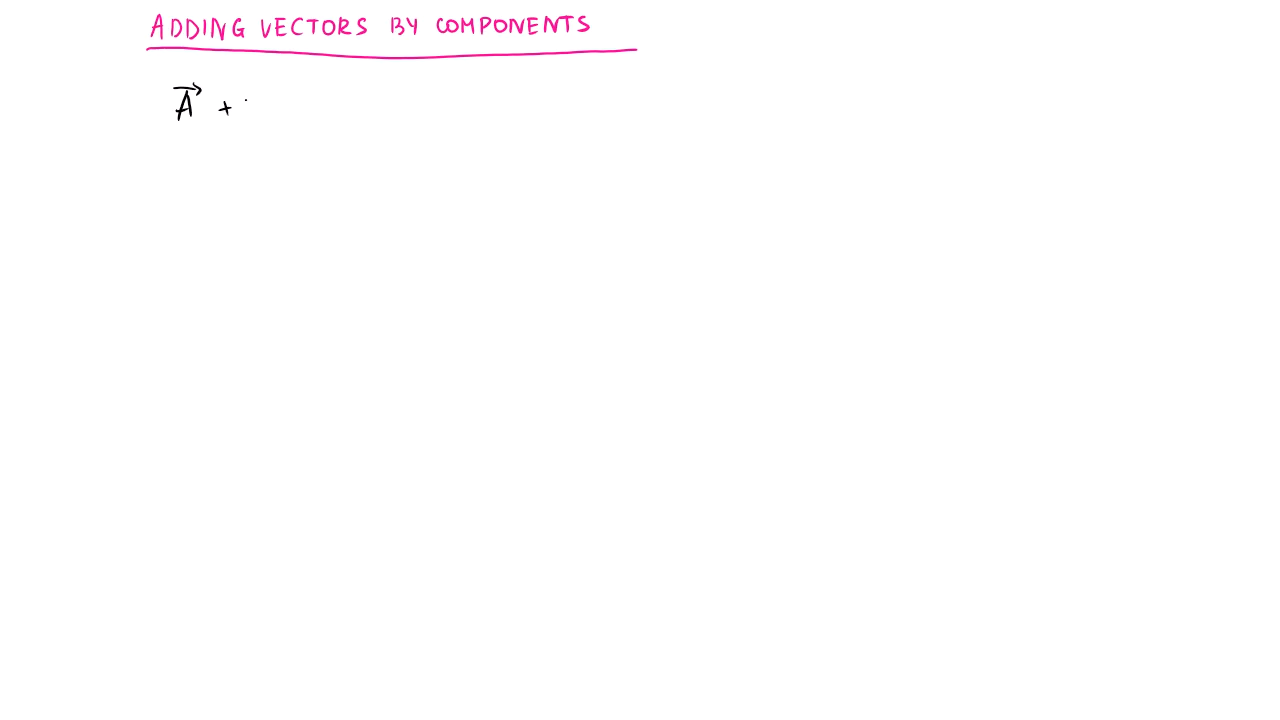 ADDING VECTORS BY COMPONENTS
A⃗ +